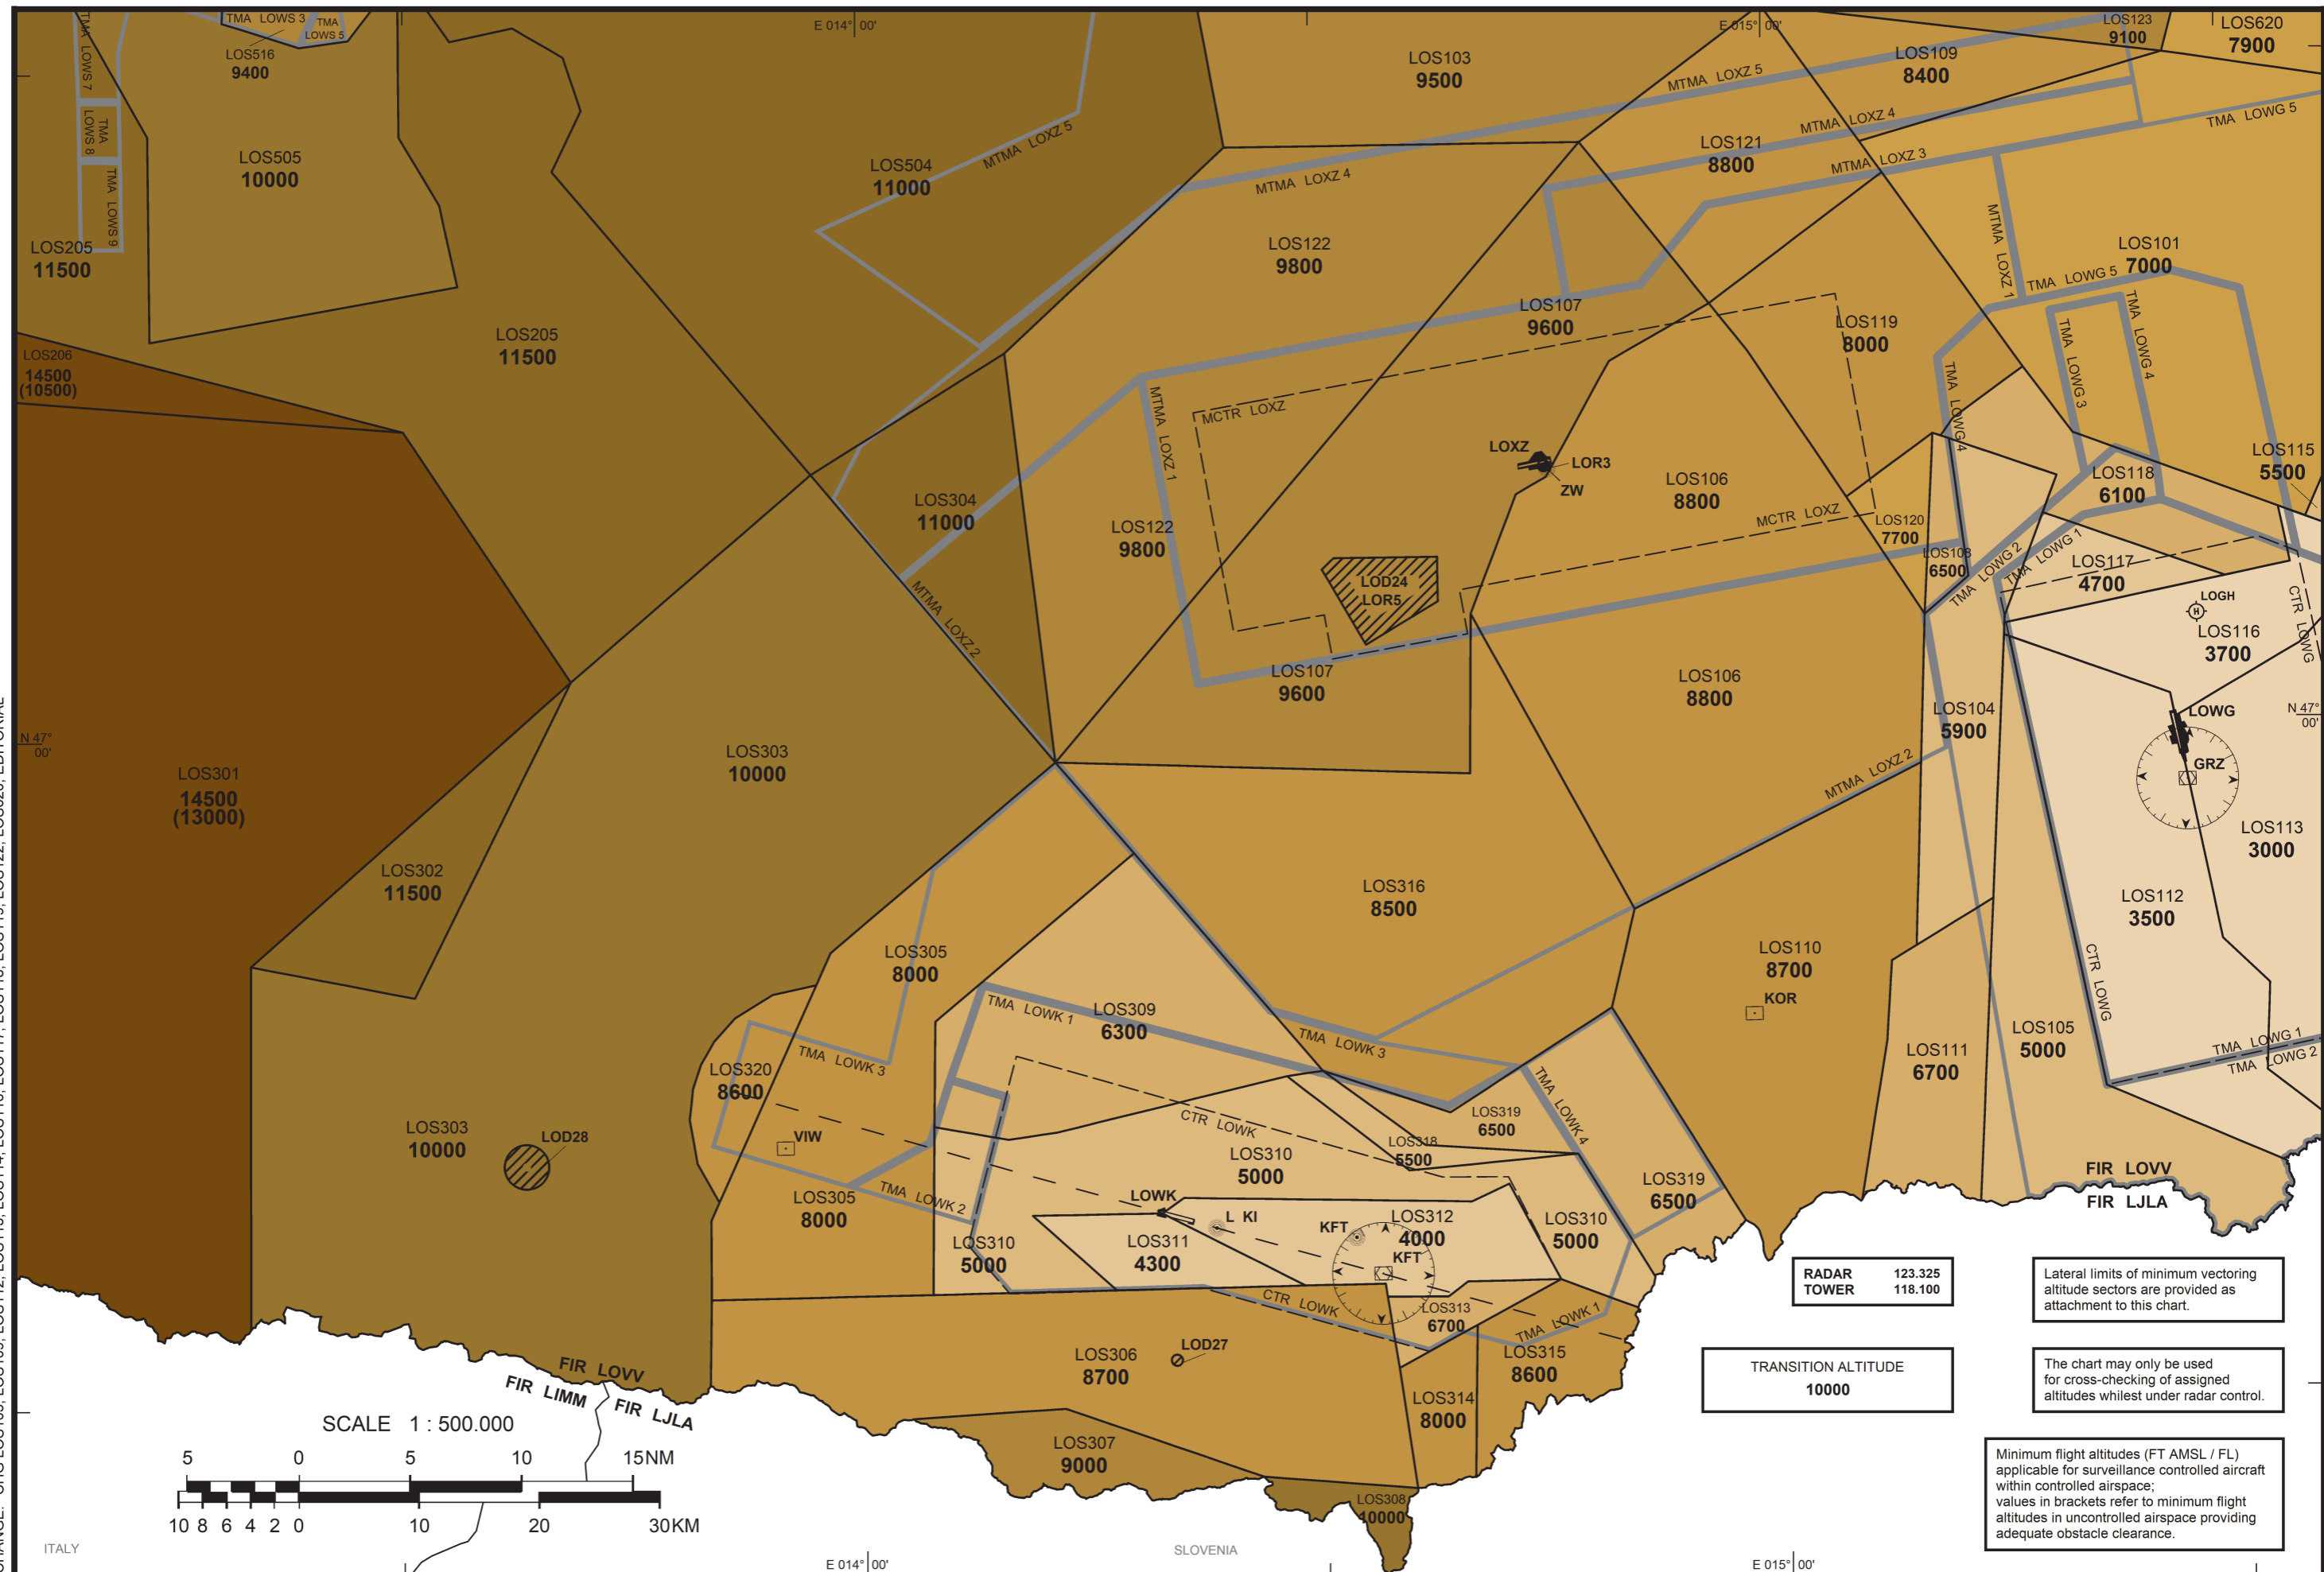 TMA LOWS 3
TMA
LOWS 5
LOS516
9400
TMA LOWS 7
TMA
LOWS 8
TMA LOWS 9
E 014° 00'
E 015° 00'
LOS103
9500
LOS109
8400
LOS123
9100
LOS620
7900
MTMA LOXZ 5
MTMA LOXZ 4
MTMA LOXZ 3
TMA LOWG 5
LOS505
10000
LOS504
11000
MTMA LOXZ 5
MTMA LOXZ 4
LOS121
8800
LOS205
11500
LOS122
9800
MTMA LOXZ 1
LOS101
7000
TMA LOWG 5
LOS205
11500
LOS107
9600
LOS119
8000
TMA LOWG 3
TMA LOWG 4
LOS206
14500
(10500)
MCTR LOXZ
MTMA LOXZ 1
TMA LOWG 4
LOXZ
LOR3
ZW
LOS106
8800
LOS118
6100
LOS115
5500
LOS304
11000
LOS122
9800
MCTR LOXZ
LOS120
7700
LOS108
6500
TMA LOWG 2
TMA LOWG 1
LOS117
4700
LOD24
LOR5
MTMA LOXZ 2
LOGH
H
LOS116
3700
CTR LOWG
LOS107
9600
LOS106
8800
LOS104
5900
LOWG
N 47°
00'
N 47°
00'
LOS301
14500
(13000)
LOS303
10000
MTMA LOXZ 2
GRZ
LOS113
3000
LOS302
11500
LOS316
8500
LOS112
3500
LOS305
8000
LOS110
8700
KOR
CTR LOWG
TMA LOWK 1
LOS309
6300
TMA LOWK 3
LOS105
5000
TMA LOWG 1
TMA LOWG 2
TMA LOWK 3
LOS320
8600
LOS111
6700
TMA LOWK 4
LOS303
10000
LOD28
VIW
CTR LOWK
LOS319
6500
LOS318
5500
LOS310
5000
LOS319
6500
FIR LOVV
FIR LJLA
LOS305
8000
TMA LOWK 2
LOWK
L KI
KFT
LOS312
4000
KFT
LOS310
5000
LOS310
5000
LOS311
4300
CTR LOWK
LOS313
6700
TMA LOWK 1
RADAR 123.325
TOWER 118.100
Lateral limits of minimum vectoring
altitude sectors are provided as
attachment to this chart.
LOS306
8700
LOD27
LOS315
8600
LOS314
8000
TRANSITION ALTITUDE
10000
The chart may only be used
for cross-checking of assigned
altitudes whilest under radar control.
FIR LOVV
FIR LIMM
FIR LJLA
SCALE 1 : 500.000
5 0 5 10 15NM
10 8 6 4 2 0 10 20 30KM
LOS307
9000
LOS308
10000
Minimum flight altitudes (FT AMSL / FL)
applicable for surveillance controlled aircraft
within controlled airspace;
values in brackets refer to minimum flight
altitudes in uncontrolled airspace providing
adequate obstacle clearance.
ITALY
SLOVENIA
E 014° 00'
E 015° 00'